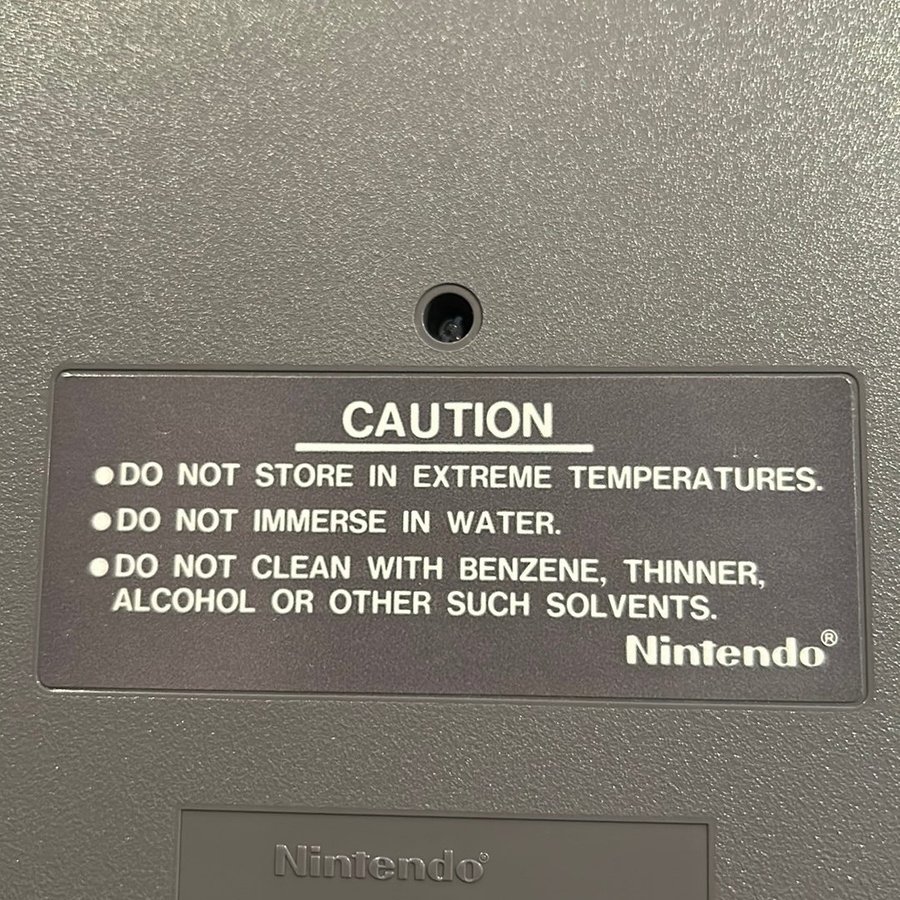 CAUTION
●DO NOT STORE IN EXTREME TEMPERATURES.
●DO NOT IMMERSE IN WATER.
●DO NOT CLEAN WITH BENZENE, THINNER,
ALCOHOL OR OTHER SUCH SOLVENTS.
Nintendo®
Nintendo®